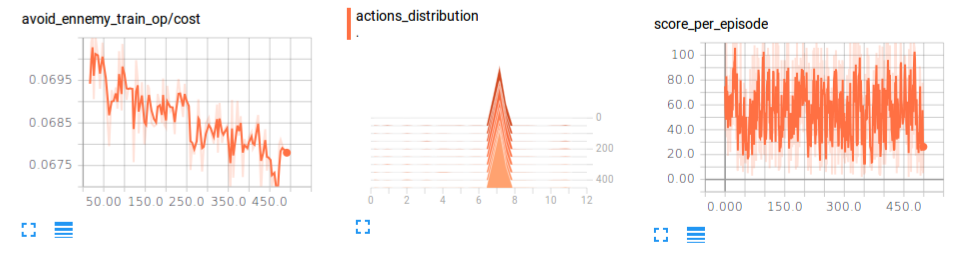 avoid_ennemy_train_op/cost
0.0695
0.0685
0.0675
50.00 150.0 250.0 350.0 450.0
actions_distribution
.
0
200
400
0 2 4 6 8 10 12
score_per_episode
100
80.0
60.0
40.0
20.0
0.00
0.000 150.0 300.0 450.0